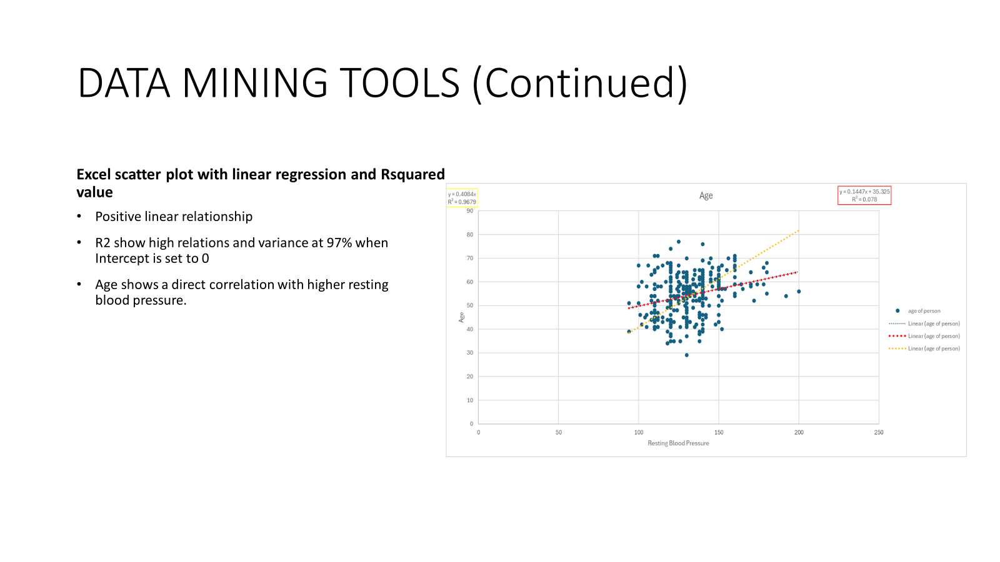 DATA MINING TOOLS (Continued)
Excel scatter plot with linear regression and Rsquared
value
• Positive linear relationship
• R2 show high relations and variance at 97% when
Intercept is set to 0
• Age shows a direct correlation with higher resting
blood pressure.
y = 0.4084x
R² = 0.9679
Age
y = 0.1447x + 35.325
R² = 0.078
90
80
70
60
50
40
30
20
10
0
Age
0 50 100 150 200 250
Resting Blood Pressure
age of person
Linear (age of person)
Linear (age of person)
Linear (age of person)